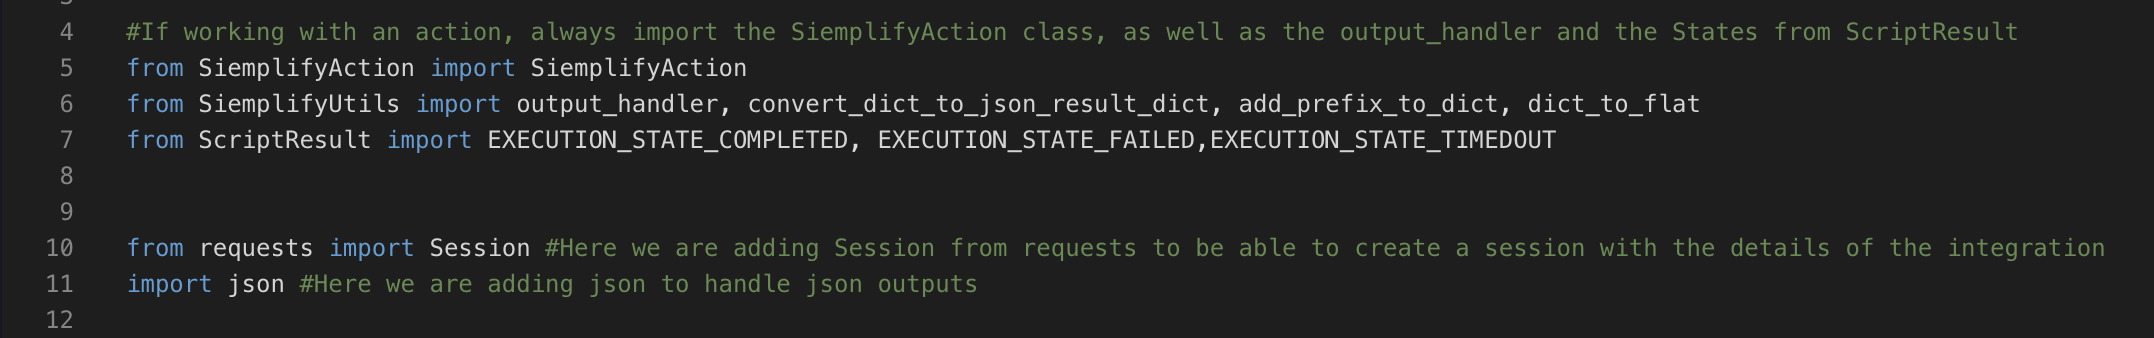 4 #If working with an action, always import the SiemplifyAction class, as well as the output_handler and the States from ScriptResult
5 from SiemplifyAction import SiemplifyAction
6 from SiemplifyUtils import output_handler, convert_dict_to_json_result_dict, add_prefix_to_dict, dict_to_flat
7 from ScriptResult import EXECUTION_STATE_COMPLETED, EXECUTION_STATE_FAILED,EXECUTION_STATE_TIMEDOUT
8
9
10 from requests import Session #Here we are adding Session from requests to be able to create a session with the details of the integration
11 import json #Here we are adding json to handle json outputs
12